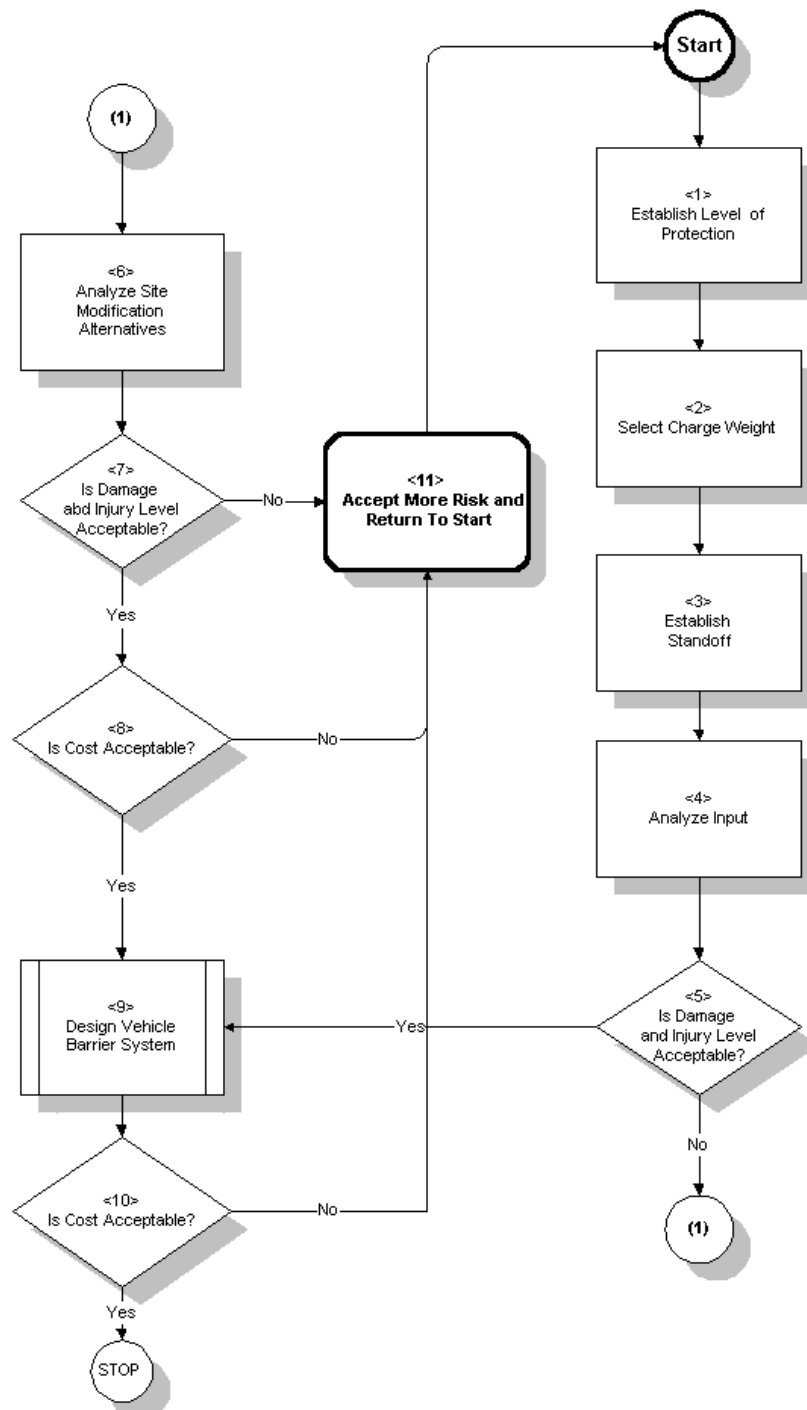 Start
(1)
<1>
Establish Level of
Protection
<6>
Analyze Site
Modification
Alternatives
<2>
Select Charge Weight
<7>
Is Damage
abd Injury Level
Acceptable?
No
<11>
Accept More Risk and
Return To Start
Yes
<3>
Establish
Standoff
<8>
Is Cost Acceptable?
No
<4>
Analyze Input
Yes
<9>
Design Vehicle
Barrier System
Yes
<5>
Is Damage
and Injury Level
Acceptable?
No
<10>
Is Cost Acceptable?
No
(1)
Yes
STOP